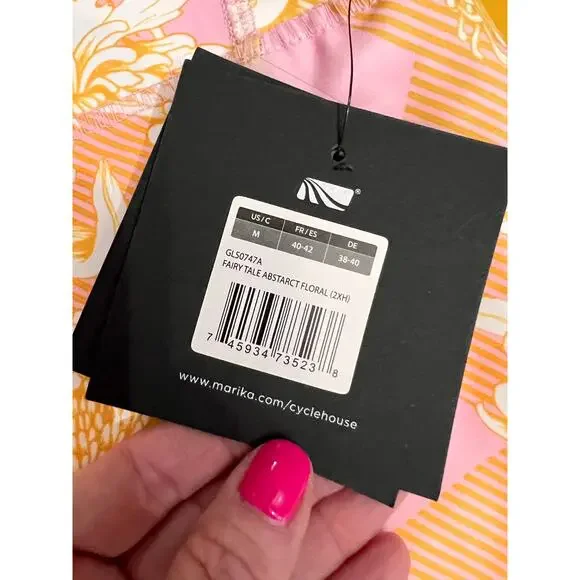 ®
US/C FR/ES DE
M 40-42 38-40
GLS0747A
FAIRY TALE ABSTARCT FLORAL (2XH)
7 45934 73523 8
www.marika.com/cyclehouse